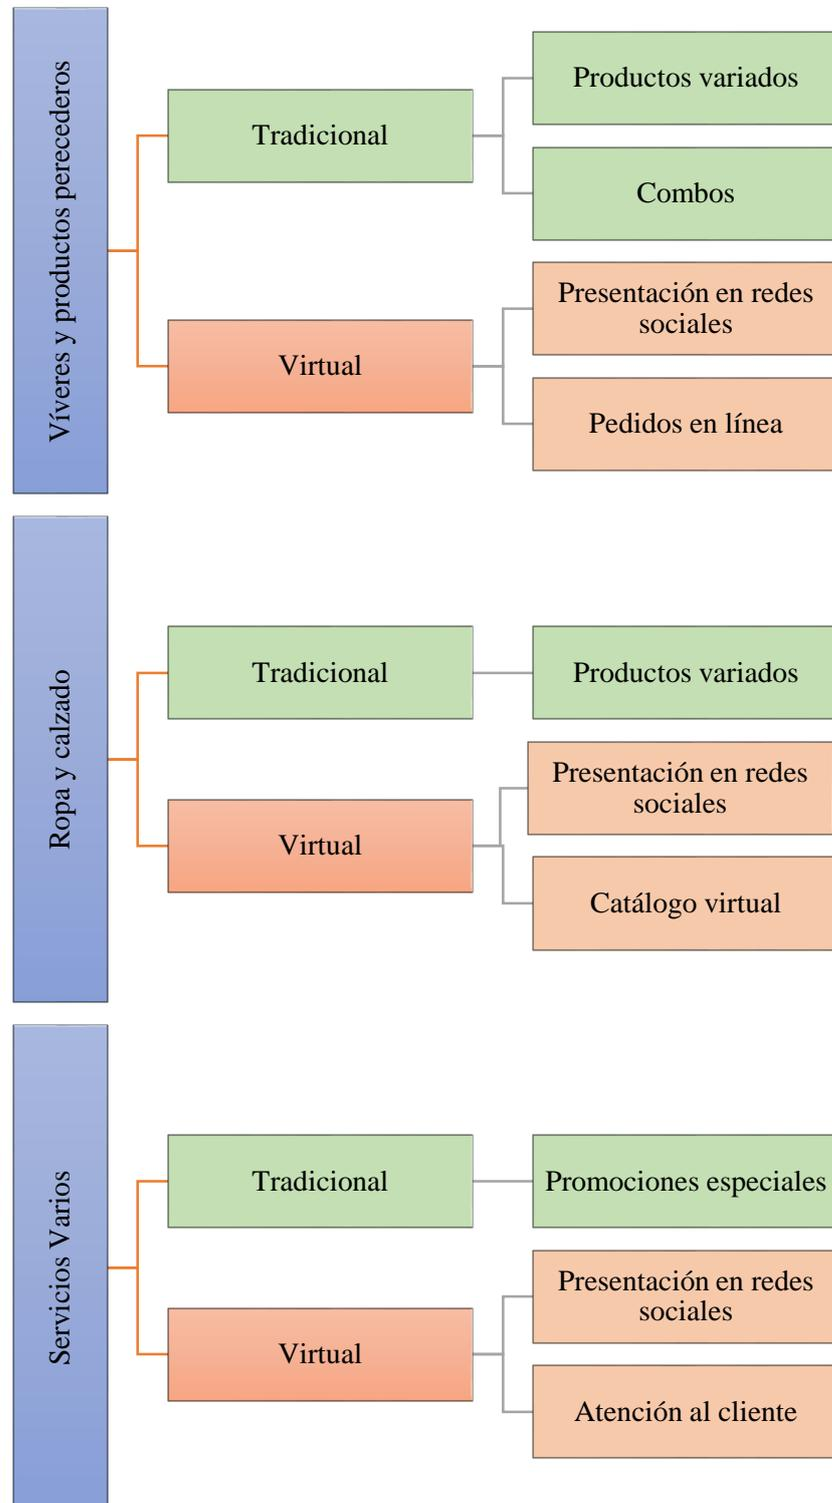 Víveres y productos perecederos
Tradicional
Productos variados
Combos
Virtual
Presentación en redes
sociales
Pedidos en línea
Ropa y calzado
Tradicional
Productos variados
Virtual
Presentación en redes
sociales
Catálogo virtual
Servicios Varios
Tradicional
Promociones especiales
Virtual
Presentación en redes
sociales
Atención al cliente